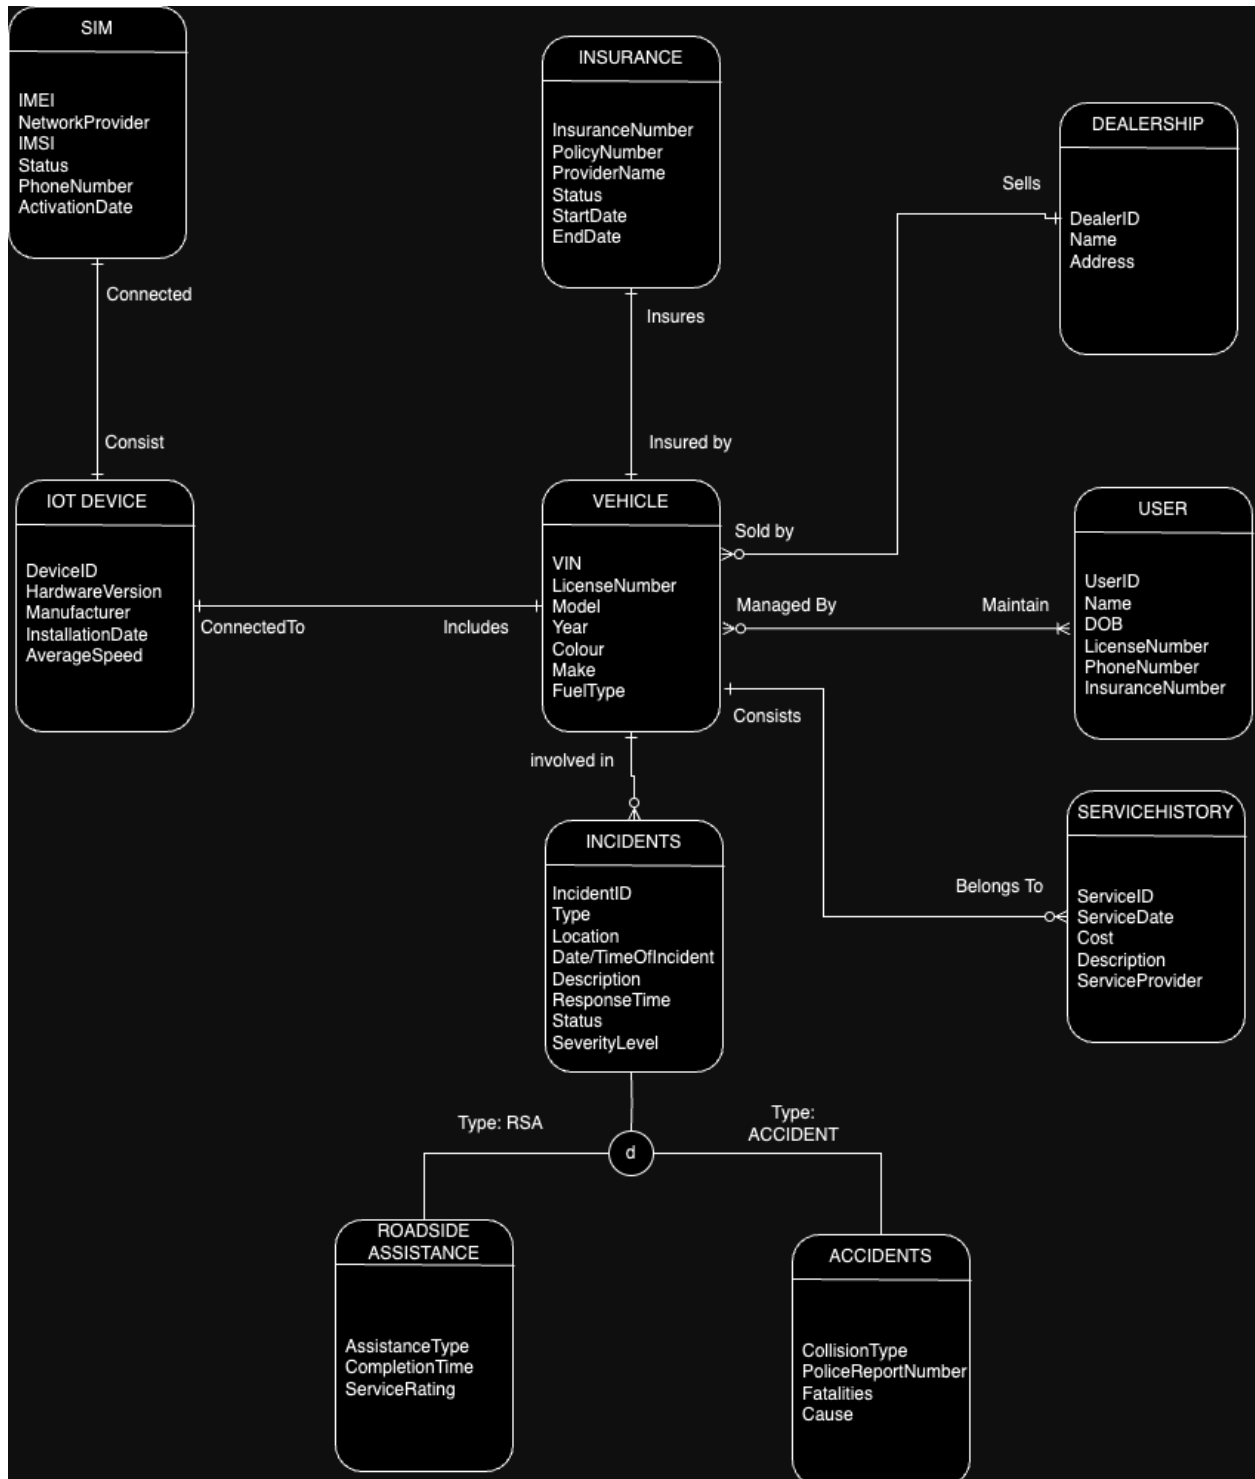 SIM
IMEI
NetworkProvider
IMSI
Status
PhoneNumber
ActivationDate
INSURANCE
InsuranceNumber
PolicyNumber
ProviderName
Status
StartDate
EndDate
DEALERSHIP
DealerID
Name
Address
Sells
Connected
Insures
Consist
Insured by
IOT DEVICE
DeviceID
HardwareVersion
Manufacturer
InstallationDate
AverageSpeed
ConnectedTo
Includes
VEHICLE
VIN
LicenseNumber
Model
Year
Colour
Make
FuelType
Sold by
Managed By
Maintain
Consists
USER
UserID
Name
DOB
LicenseNumber
PhoneNumber
InsuranceNumber
involved in
INCIDENTS
IncidentID
Type
Location
Date/TimeOfIncident
Description
ResponseTime
Status
SeverityLevel
Belongs To
SERVICEHISTORY
ServiceID
ServiceDate
Cost
Description
ServiceProvider
Type: RSA
d
Type:
ACCIDENT
ROADSIDE
ASSISTANCE
AssistanceType
CompletionTime
ServiceRating
ACCIDENTS
CollisionType
PoliceReportNumber
Fatalities
Cause